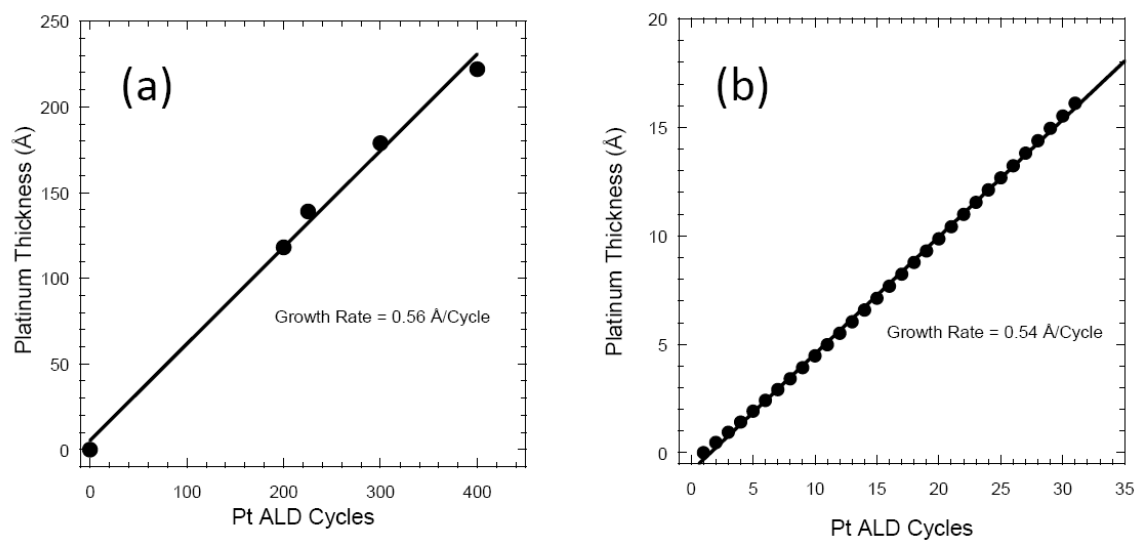 (a)
Platinum Thickness (Å)
250
200
150
100
50
0
Growth Rate = 0.56 Å/Cycle
0 100 200 300 400
Pt ALD Cycles
(b)
Platinum Thickness (Å)
20
15
10
5
0
Growth Rate = 0.54 Å/Cycle
0 5 10 15 20 25 30 35
Pt ALD Cycles